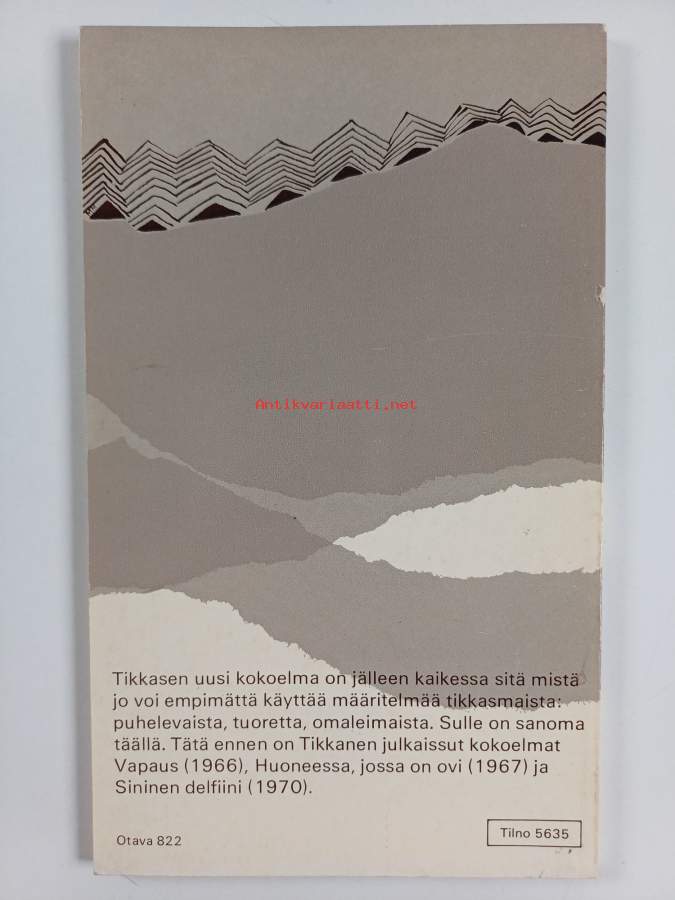 Antikvariaatti.net
Tikkasen uusi kokoelma on jälleen kaikessa sitä mistä
jo voi empimättä käyttää määritelmää tikkasmaista:
puhelevaista, tuoretta, omaleimaista. Sulle on sanoma
täällä. Tätä ennen on Tikkanen julkaissut kokoelmat
Vapaus (1966), Huoneessa, jossa on ovi (1967) ja
Sininen delfiini (1970).
Otava 822
Tilno 5635